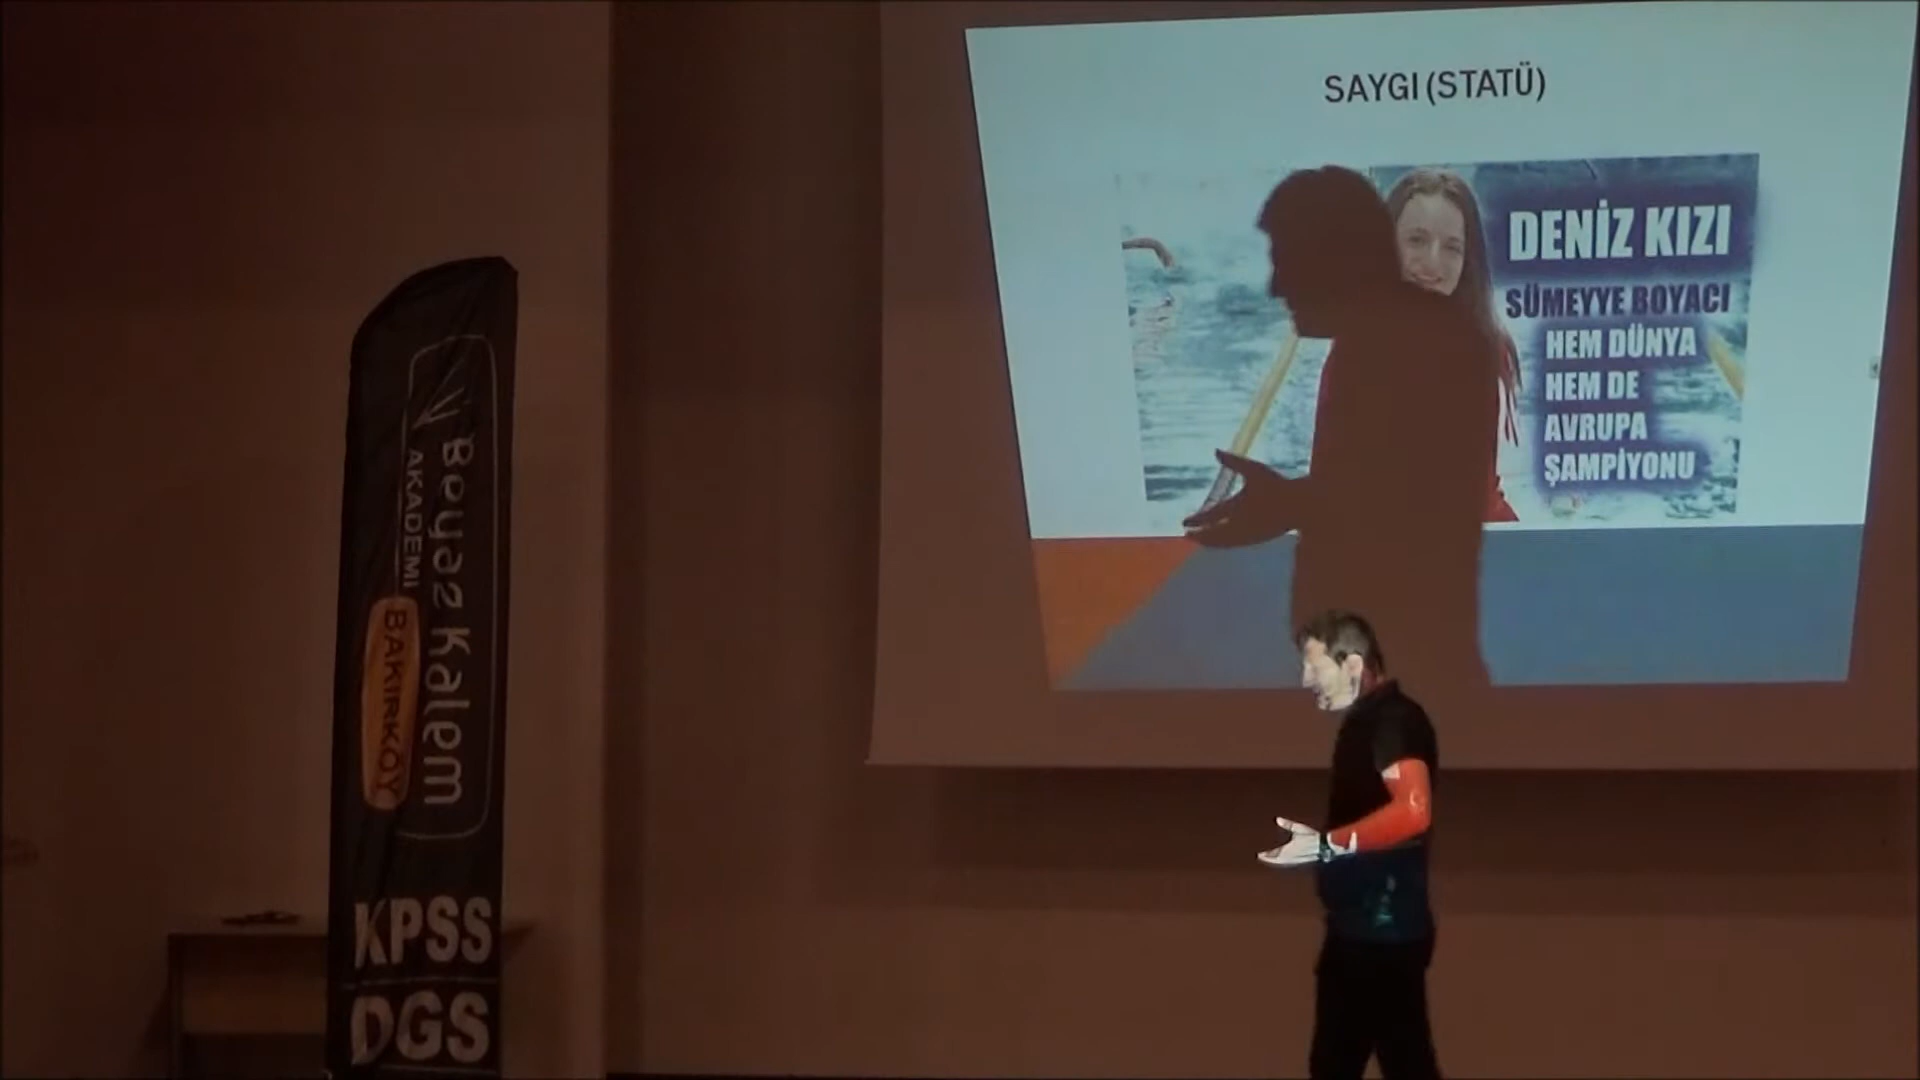 SAYGI (STATÜ)
DENİZ KIZI
SÜMEYYE BOYACI
HEM DÜNYA
HEM DE
AVRUPA
ŞAMPİYONU
Beyaz Kalem
AKADEMİ
BAKIRKÖY
KPSS
DGS